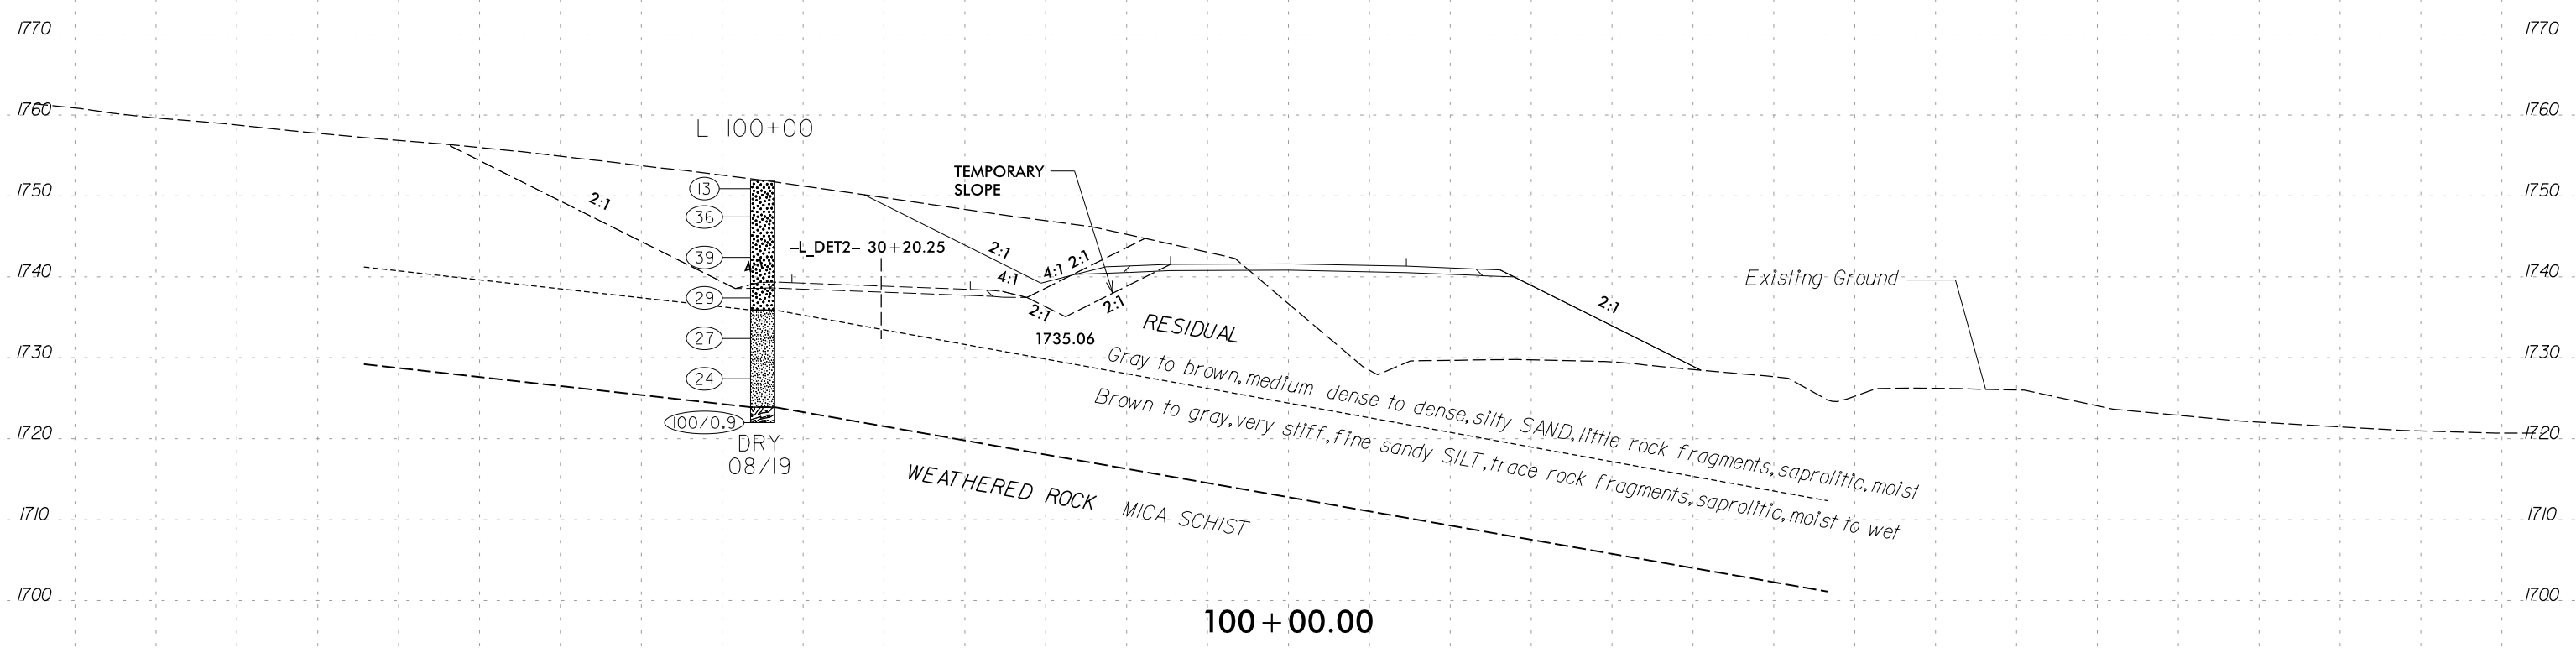 1770 1770
1760 1760
L 100+00
TEMPORARY
SLOPE
1750 1750
13
36
2:1
39
-L_DET2- 30+20.25
2:1
4:1 2:1
4:1
1740 1740
Existing Ground
29
2:1
2:1
2:1
1735.06
RESIDUAL
27
1730 1730
Gray to brown,medium dense to dense,silty SAND,little rock fragments,saprolitic,moist
24
Brown to gray,very stiff,fine sandy SILT,trace rock fragments,saprolitic,moist to wet
100/0.9
1720 1720
DRY
08/19
WEATHERED ROCK MICA SCHIST
1710 1710
1700 1700
100+00.00